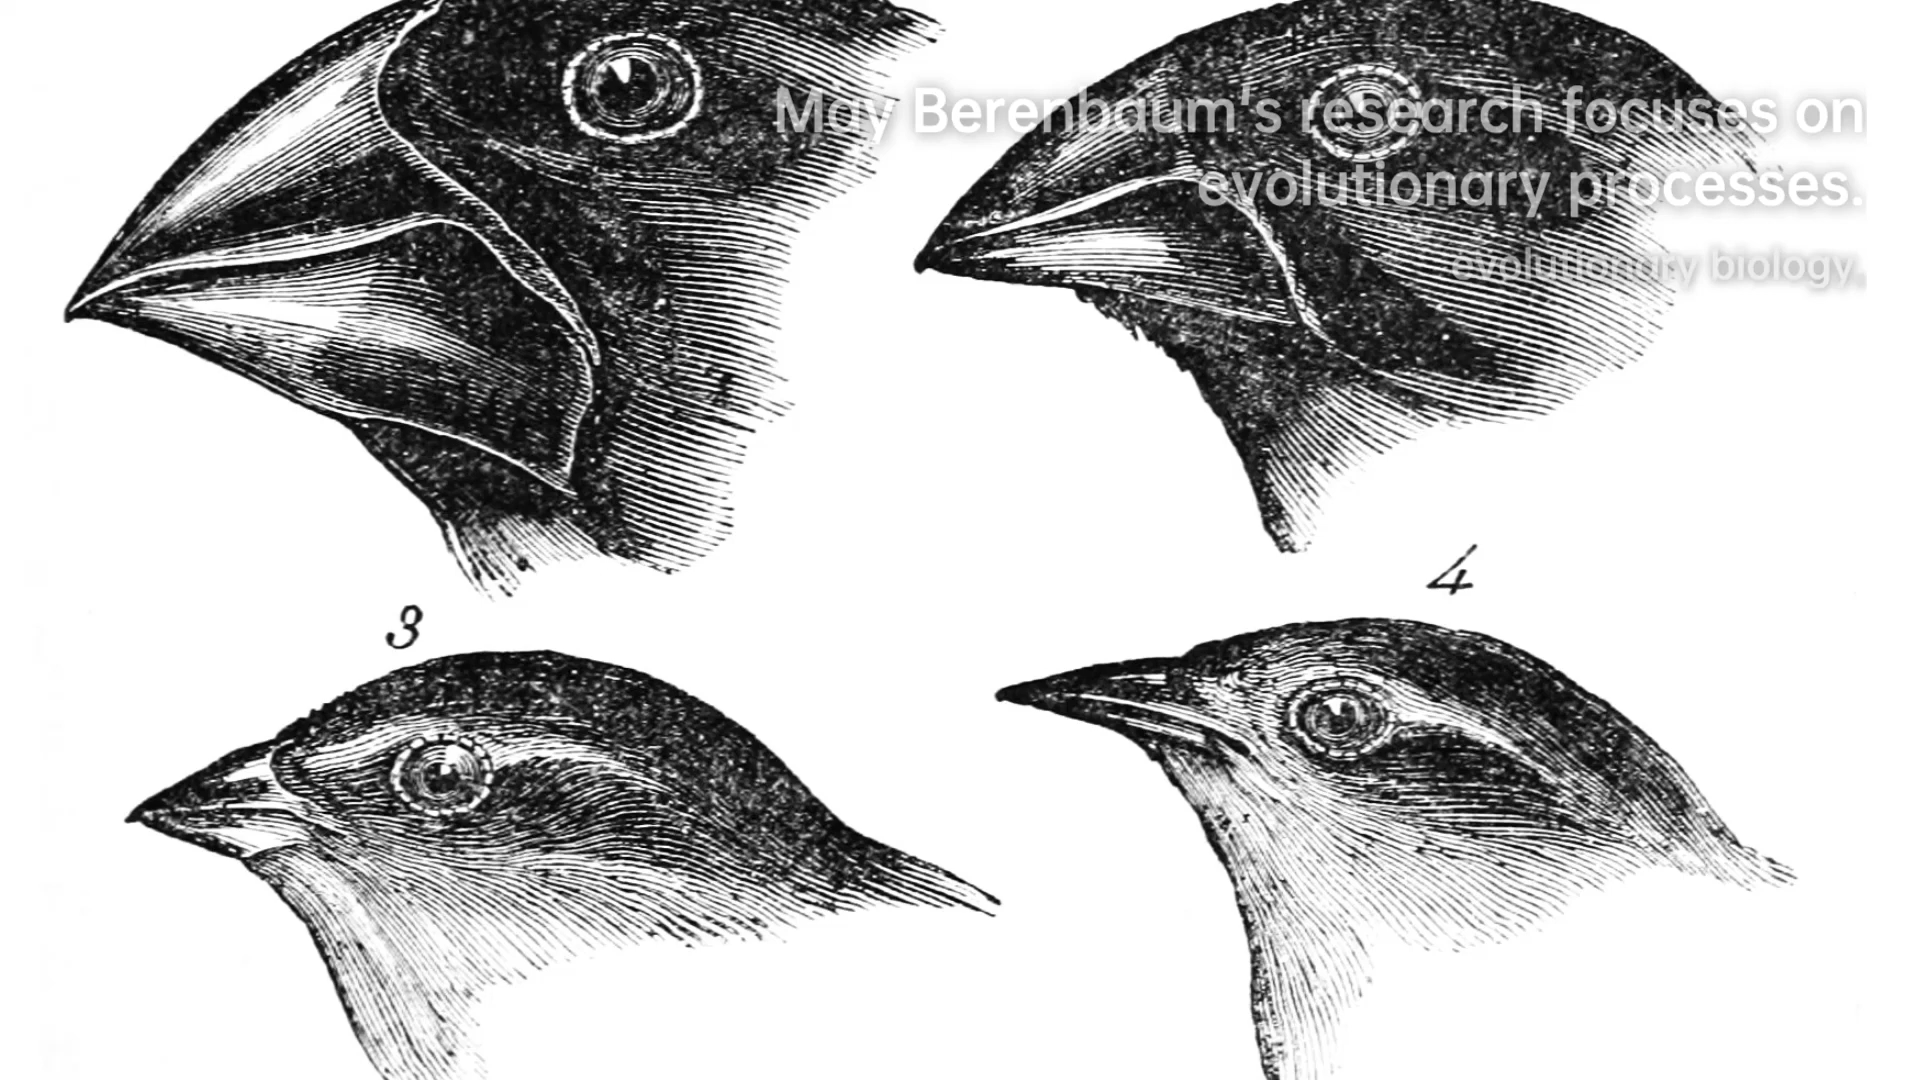 May Berenbaum's research focuses on
evolutionary processes.
evolutionary biology.
4
3